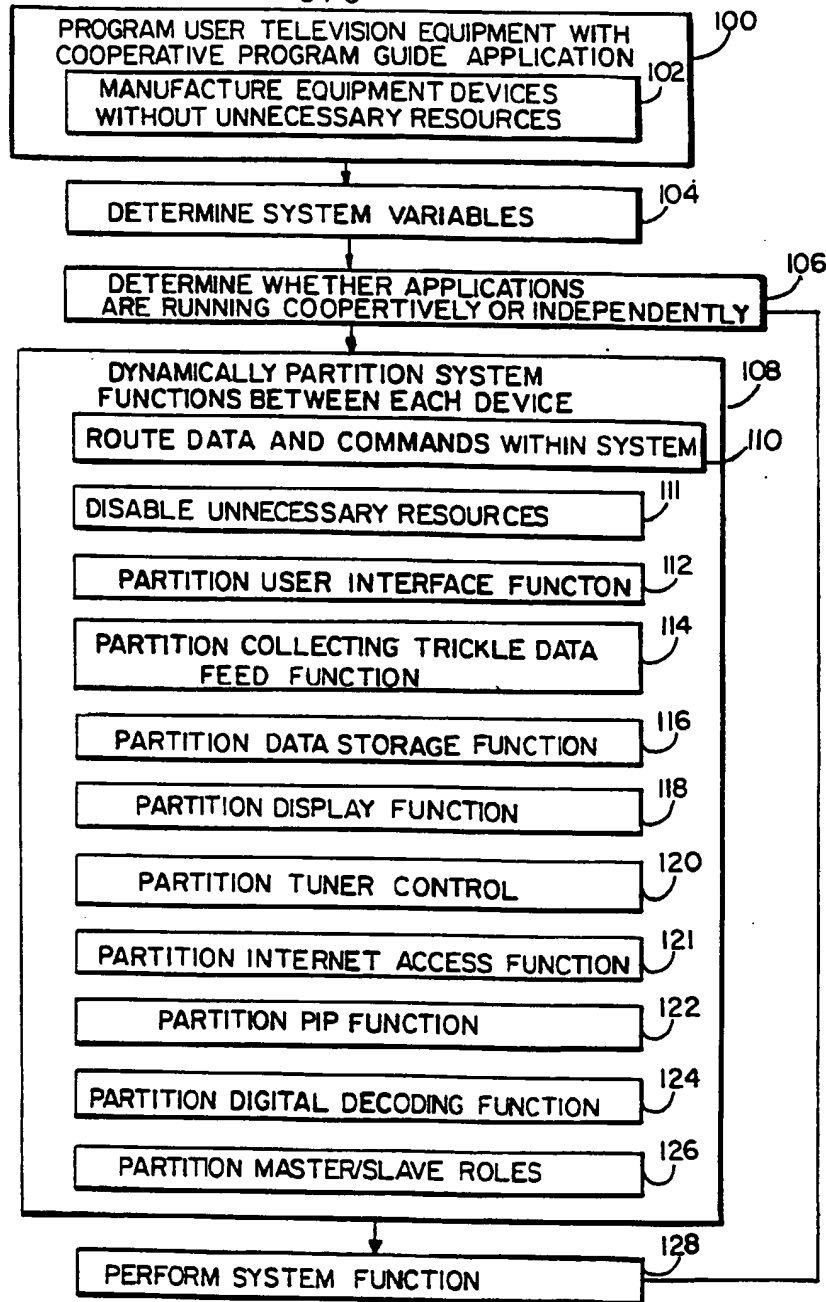 PROGRAM USER TELEVISION EQUIPMENT WITH
COOPERATIVE PROGRAM GUIDE APPLICATION
100
MANUFACTURE EQUIPMENT DEVICES
WITHOUT UNNECESSARY RESOURCES
102
DETERMINE SYSTEM VARIABLES
104
DETERMINE WHETHER APPLICATIONS
ARE RUNNING COOPERTIVELY OR INDEPENDENTLY
106
DYNAMICALLY PARTITION SYSTEM
FUNCTIONS BETWEEN EACH DEVICE
108
ROUTE DATA AND COMMANDS WITHIN SYSTEM
110
DISABLE UNNECESSARY RESOURCES
111
PARTITION USER INTERFACE FUNCTON
112
PARTITION COLLECTING TRICKLE DATA
FEED FUNCTION
114
PARTITION DATA STORAGE FUNCTION
116
PARTITION DISPLAY FUNCTION
118
PARTITION TUNER CONTROL
120
PARTITION INTERNET ACCESS FUNCTION
121
PARTITION PIP FUNCTION
122
PARTITION DIGITAL DECODING FUNCTION
124
PARTITION MASTER/SLAVE ROLES
126
PERFORM SYSTEM FUNCTION
128